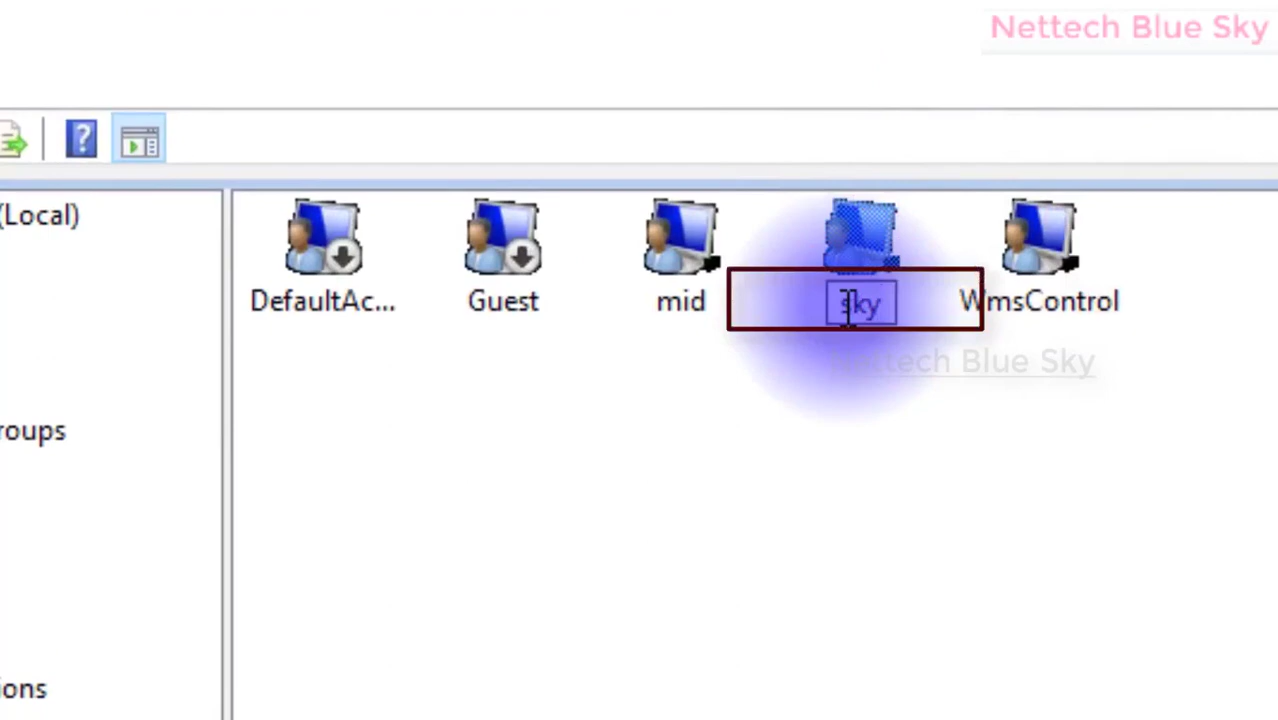 Nettech Blue Sky
(Local)
DefaultAc...
Guest
mid
sky
WmsControl
Nettech Blue Sky
roups
ions